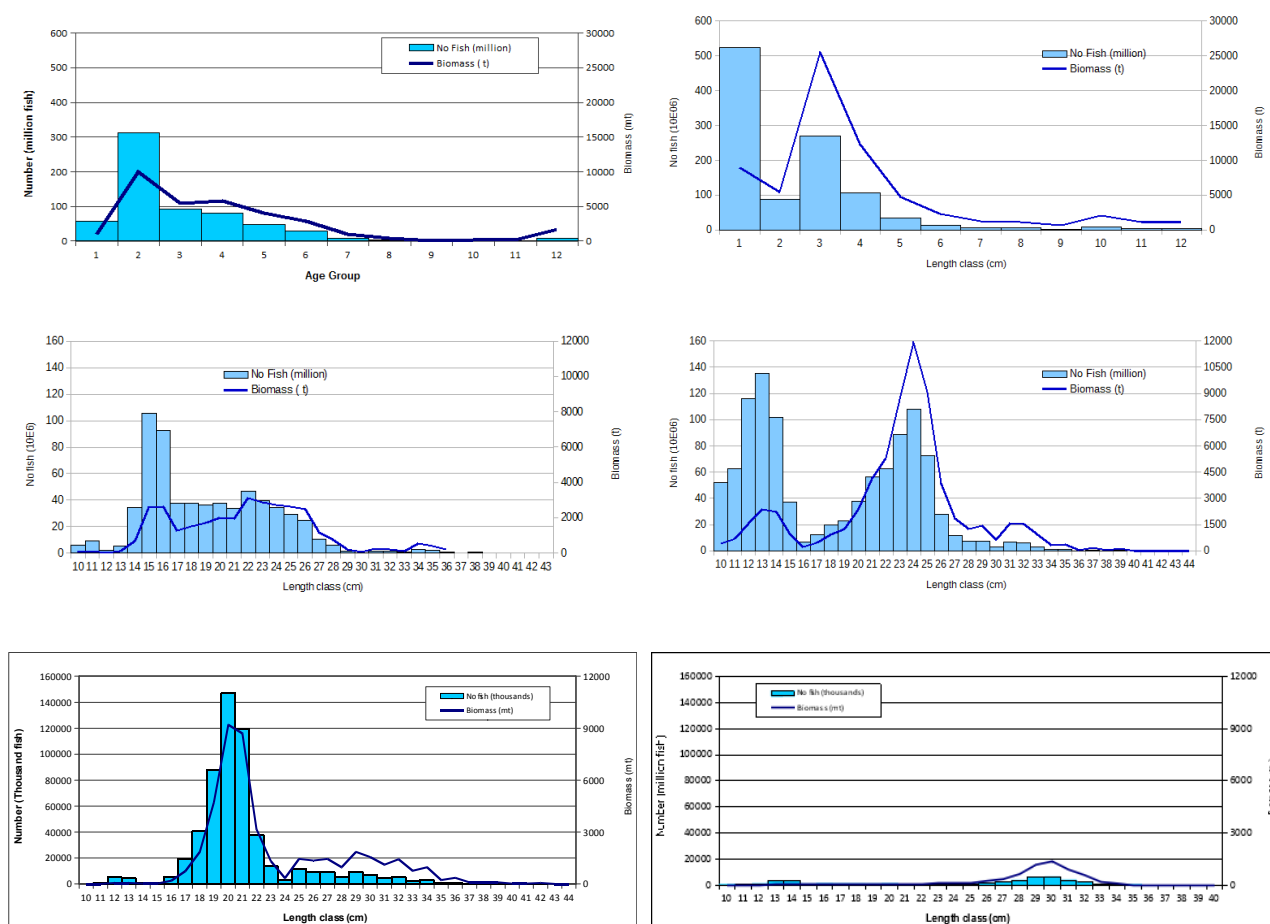 600
500
400
300
200
100
0
Number (million fish)
No Fish (million)
Biomass ( t)
30000
25000
20000
15000
10000
5000
0
Biomass (mt)
1 2 3 4 5 6 7 8 9 10 11 12
Age Group
600
500
400
300
200
100
0
No fish (10E06)
No Fish (million)
Biomass (t)
30000
25000
20000
15000
10000
5000
0
Biomass (t)
1 2 3 4 5 6 7 8 9 10 11 12
Length class (cm)
160
140
120
100
80
60
40
20
0
No fish (10E6)
No Fish (million)
Biomass ( t)
12000
10000
8000
6000
4000
2000
0
Biomass (t)
10 11 12 13 14 15 16 17 18 19 20 21 22 23 24 25 26 27 28 29 30 31 32 33 34 35 36 37 38 39 40 41 42 43
Length class (cm)
160
140
120
100
80
60
40
20
0
No fish (10E06)
No Fish (million)
Biomass (t)
12000
10500
9000
7500
6000
4500
3000
1500
0
Biomass (t)
10 11 12 13 14 15 16 17 18 19 20 21 22 23 24 25 26 27 28 29 30 31 32 33 34 35 36 37 38 39 40 41 42 43 44
Length class (cm)
160000
140000
120000
100000
80000
60000
40000
20000
0
Number (Thousand fish)
No fish (thousands)
Biomass (mt)
12000
9000
6000
3000
0
Biomass (mt)
10 11 12 13 14 15 16 17 18 19 20 21 22 23 24 25 26 27 28 29 30 31 32 33 34 35 36 37 38 39 40 41 42 43 44
Length class (cm)
160000
140000
120000
100000
80000
60000
40000
20000
0
Number (million fish)
No fish (thousands)
Biomass (mt)
12000
9000
6000
3000
0
10 11 12 13 14 15 16 17 18 19 20 21 22 23 24 25 26 27 28 29 30 31 32 33 34 35 36 37 38 39 40
Length class (cm)